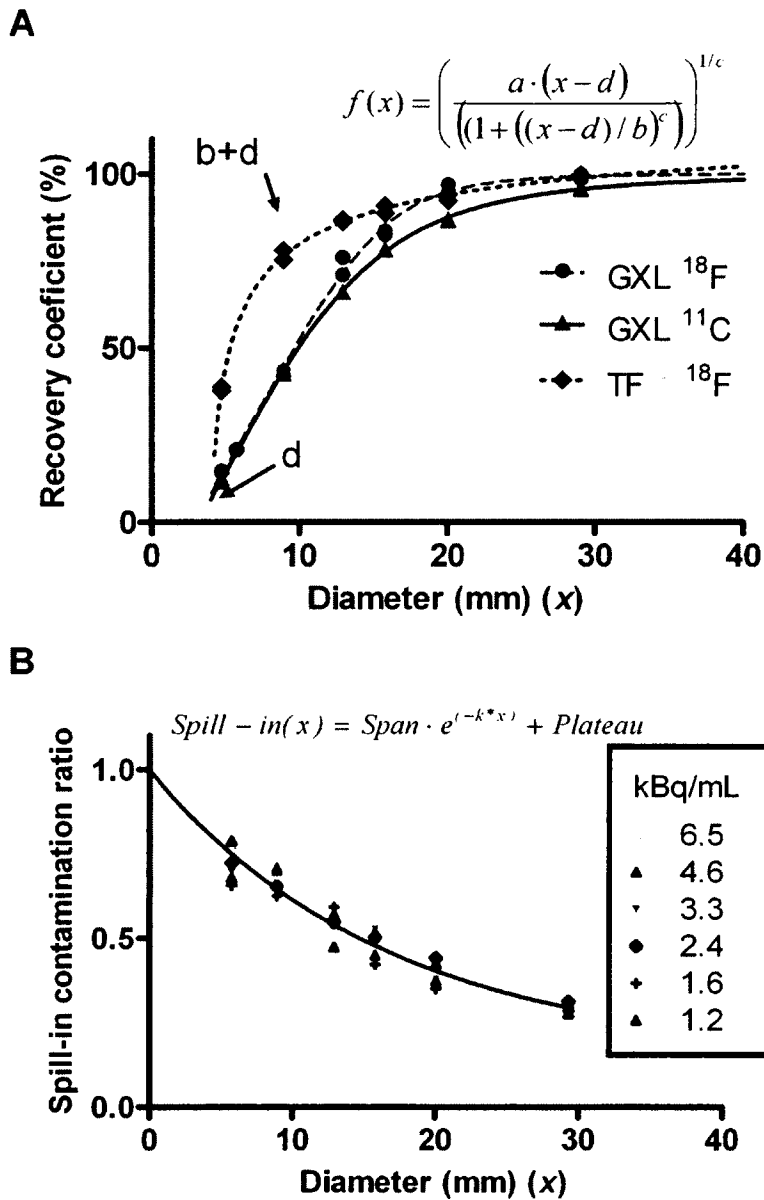 A
f(x) = (a·(x−d) / ((1+((x−d)/b)^c)))^1/c
b+d
100
50
0
Recovery coeficient (%)
GXL 18F
GXL 11C
TF 18F
d
0 10 20 30 40
Diameter (mm) (x)
B
Spill – in(x) = Span · e^(−k*x) + Plateau
1.0
0.5
0.0
Spill-in contamination ratio
kBq/mL
6.5
4.6
3.3
2.4
1.6
1.2
0 10 20 30 40
Diameter (mm) (x)